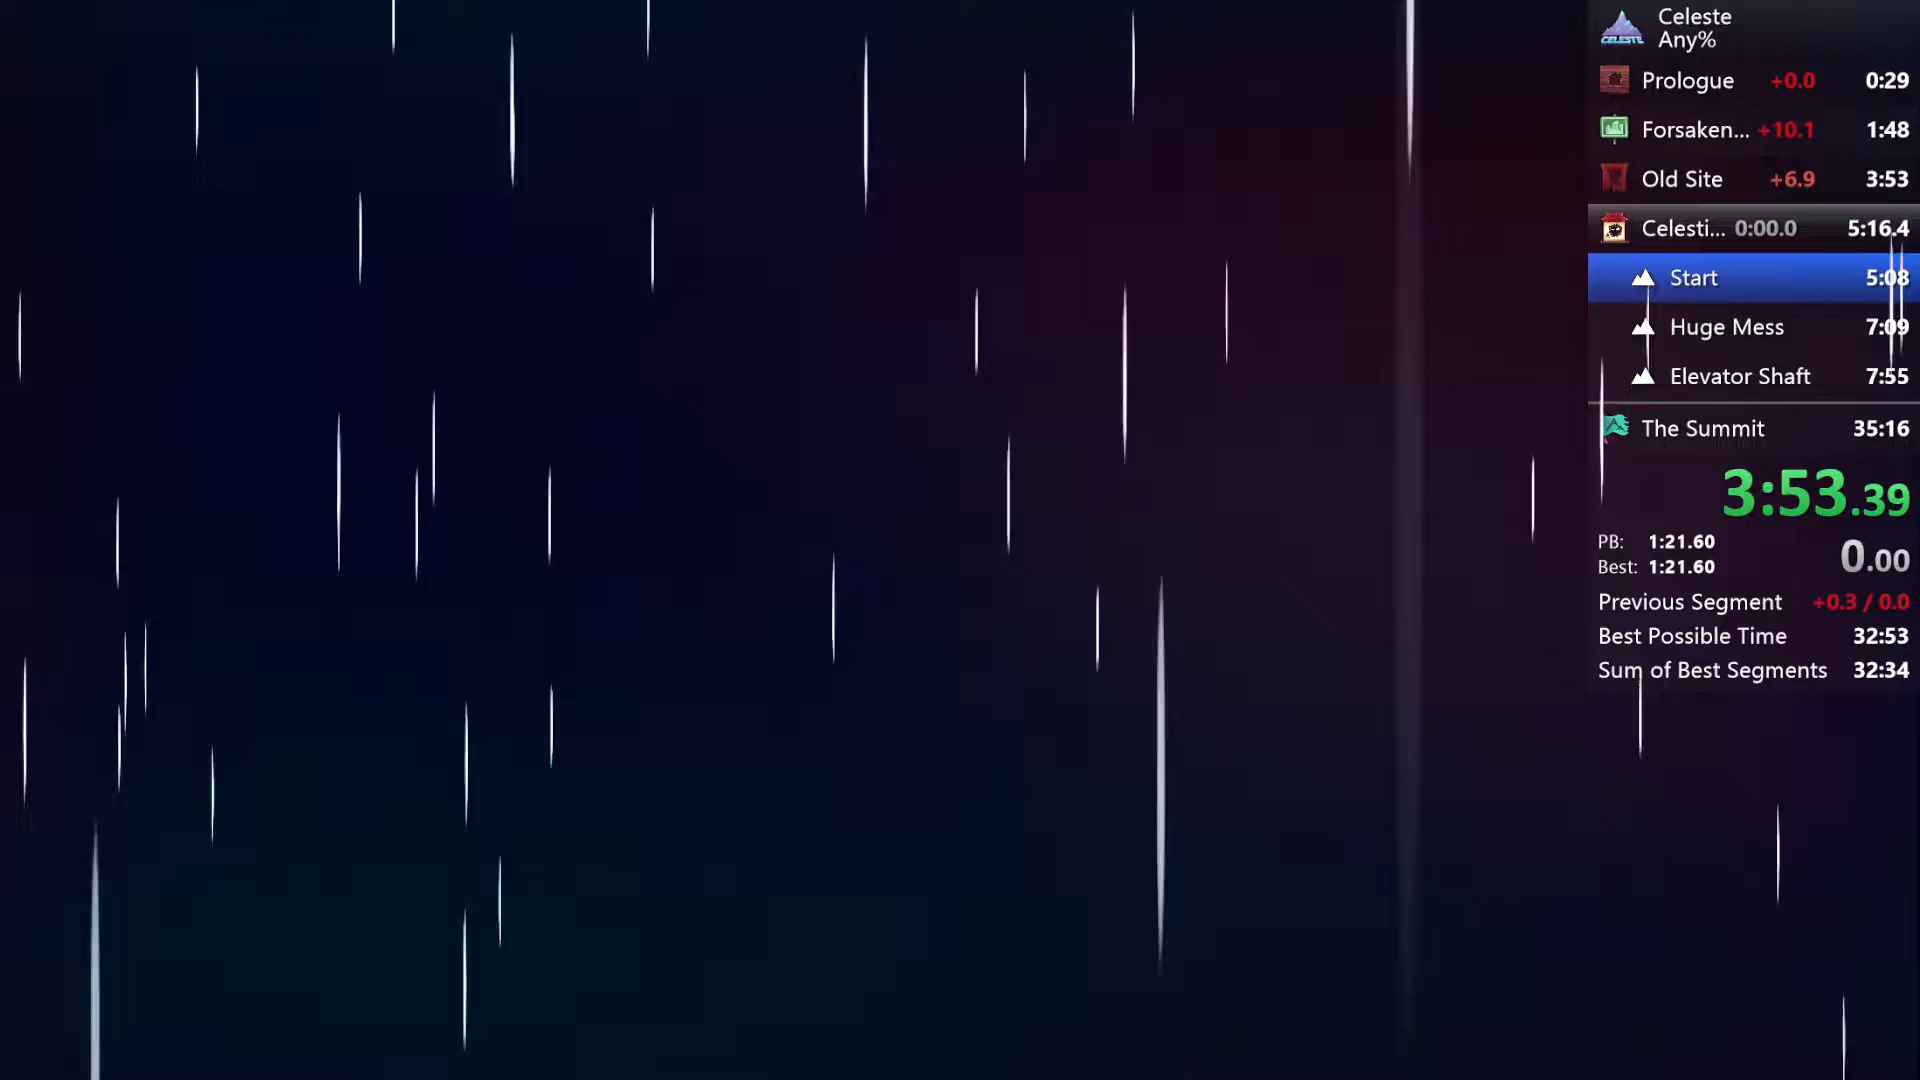 Celeste
Any%
Prologue +0.0 0:29
Forsaken... +10.1 1:48
Old Site +6.9 3:53
Celesti... 0:00.0 5:16.4
Start 5:08
Huge Mess 7:09
Elevator Shaft 7:55
The Summit 35:16
3:53.39
PB: 1:21.60
0.00
Best: 1:21.60
Previous Segment +0.3 / 0.0
Best Possible Time 32:53
Sum of Best Segments 32:34